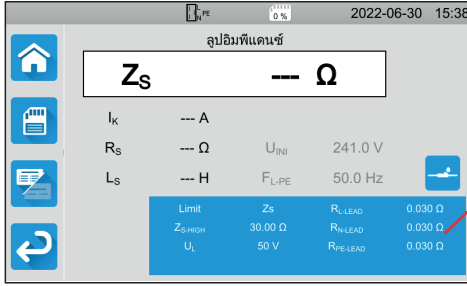 N PE 0 % 2022-06-30 15:38
ลูปอิมพีแดนซ์
ZS --- Ω
IK --- A
RS --- Ω UINI 241.0 V
LS --- H FL-PE 50.0 Hz
Limit Zs RL-LEAD 0.030 Ω
ZS-HIGH 30.00 Ω RN-LEAD 0.030 Ω
UL 50 V RPE-LEAD 0.030 Ω